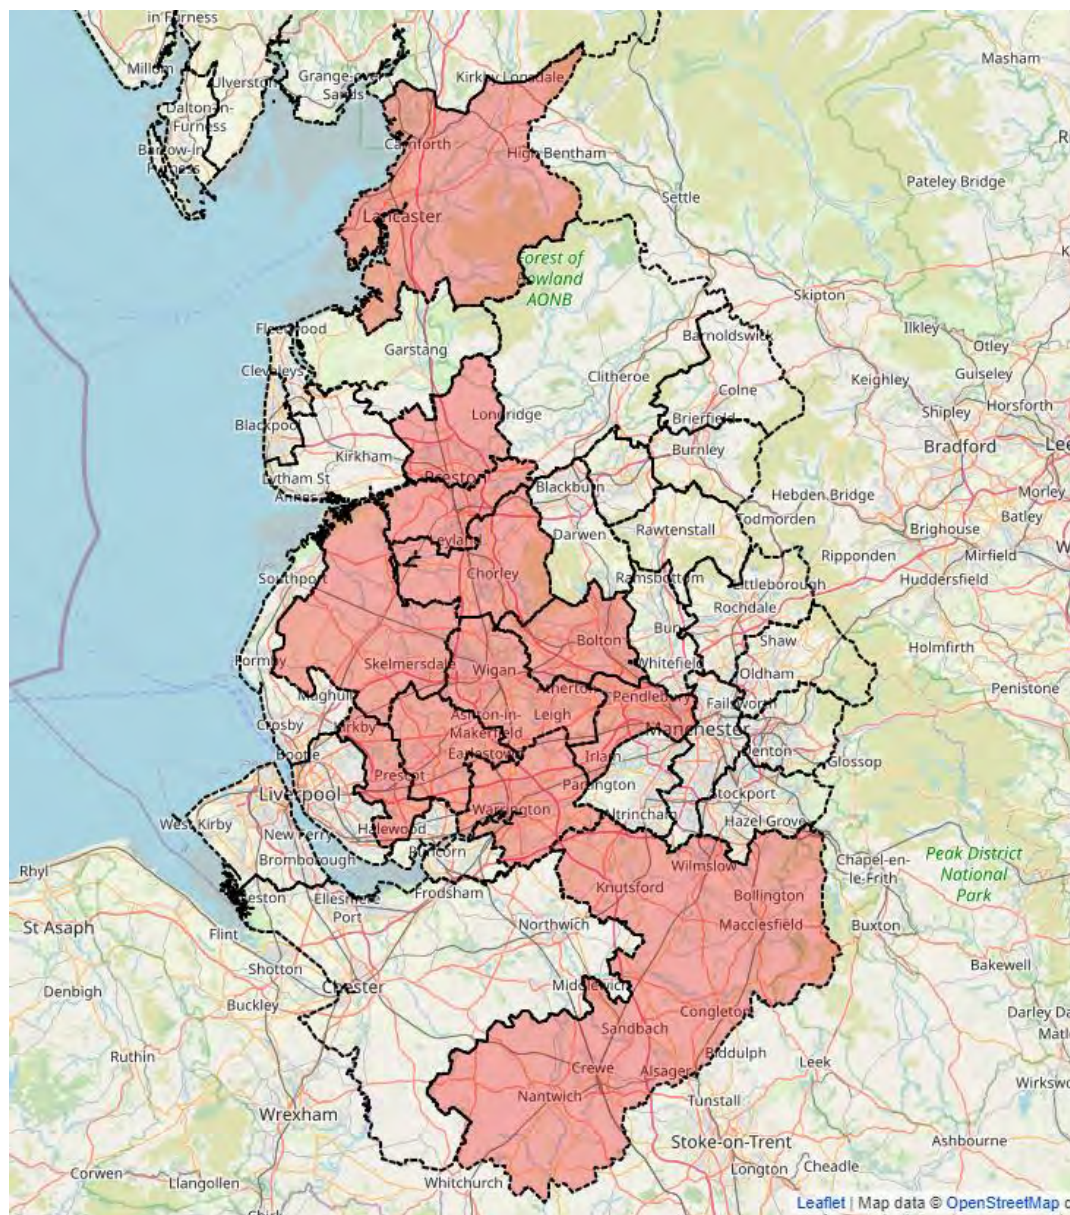 in Furness
Masham
Millom
Ulverston
Grange-over-
Sands
Kirkby Lonsdale
Dalton-in-
Furness
Barrow-in-
Furness
Carnforth
High Bentham
Pateley Bridge
Settle
Lancaster
Forest of
Bowland
AONB
Skipton
Fleetwood
Garstang
Barnoldswick
Ilkley
Otley
Cleveleys
Clitheroe
Colne
Keighley
Guiseley
Longridge
Brierfield
Shipley
Horsforth
Blackpool
Kirkham
Burnley
Bradford
Lee
Lytham St
Annes
Preston
Blackburn
Hebden Bridge
Morley
Darwen
Rawtenstall
Todmorden
Brighouse
Batley
Leyland
Ripponden
Mirfield
W
Southport
Chorley
Ramsbottom
Littleborough
Huddersfield
Rochdale
Bolton
Bury
Shaw
Holmfirth
Formby
Skelmersdale
Wigan
Whitefield
Oldham
Maghull
Atherton
Pendlebury
Failsworth
Penistone
Crosby
Kirkby
Ashton-in-
Makerfield
Leigh
Manchester
Bootle
Earlestown
Irlam
Denton
Glossop
Prescot
Partington
Liverpool
Warrington
Stockport
West Kirby
New Ferry
Halewood
Altrincham
Hazel Grove
Rhyl
Bromborough
Runcorn
Wilmslow
Chapel-en-
le-Frith
Peak District
National
Park
Neston
Ellesmere
Port
Frodsham
Knutsford
Bollington
St Asaph
Flint
Northwich
Macclesfield
Buxton
Shotton
Bakewell
Denbigh
Buckley
Chester
Middlewich
Congleton
Darley Da
Matl
Sandbach
Ruthin
Biddulph
Leek
Crewe
Alsager
Wirkswo
Nantwich
Tunstall
Wrexham
Stoke-on-Trent
Ashbourne
Corwen
Llangollen
Whitchurch
Longton
Cheadle
Leaflet | Map data © OpenStreetMap c